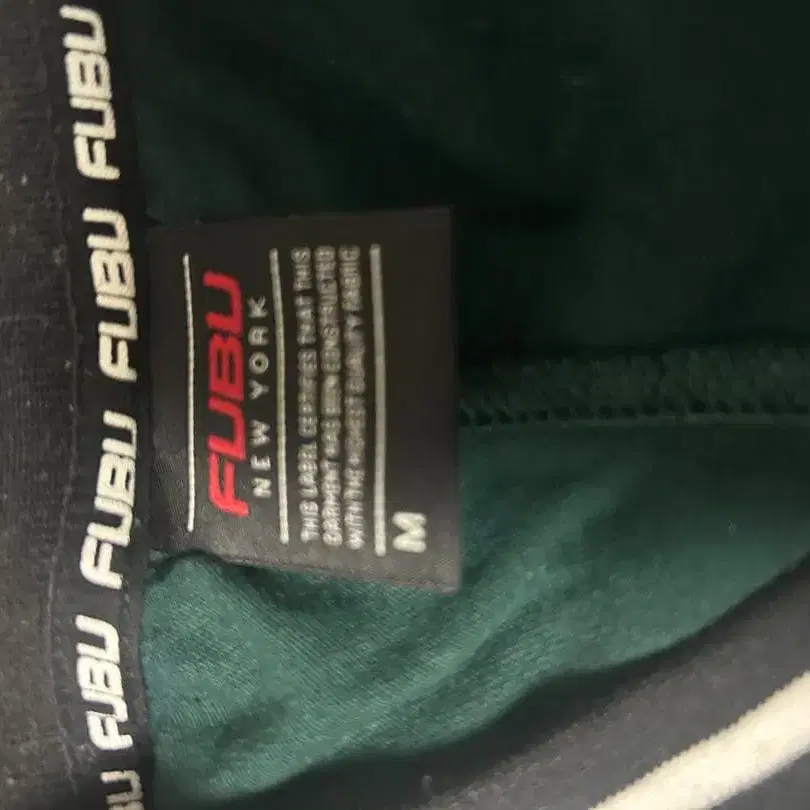 FUBU FUBU FUBU FUBU FUBU
FUBU
NEW YORK
THIS LABEL CERTIFIES THAT THIS
GARMENT HAS BEEN CONSTRUCTED
WITH THE HIGHEST QUALITY FABRIC
M